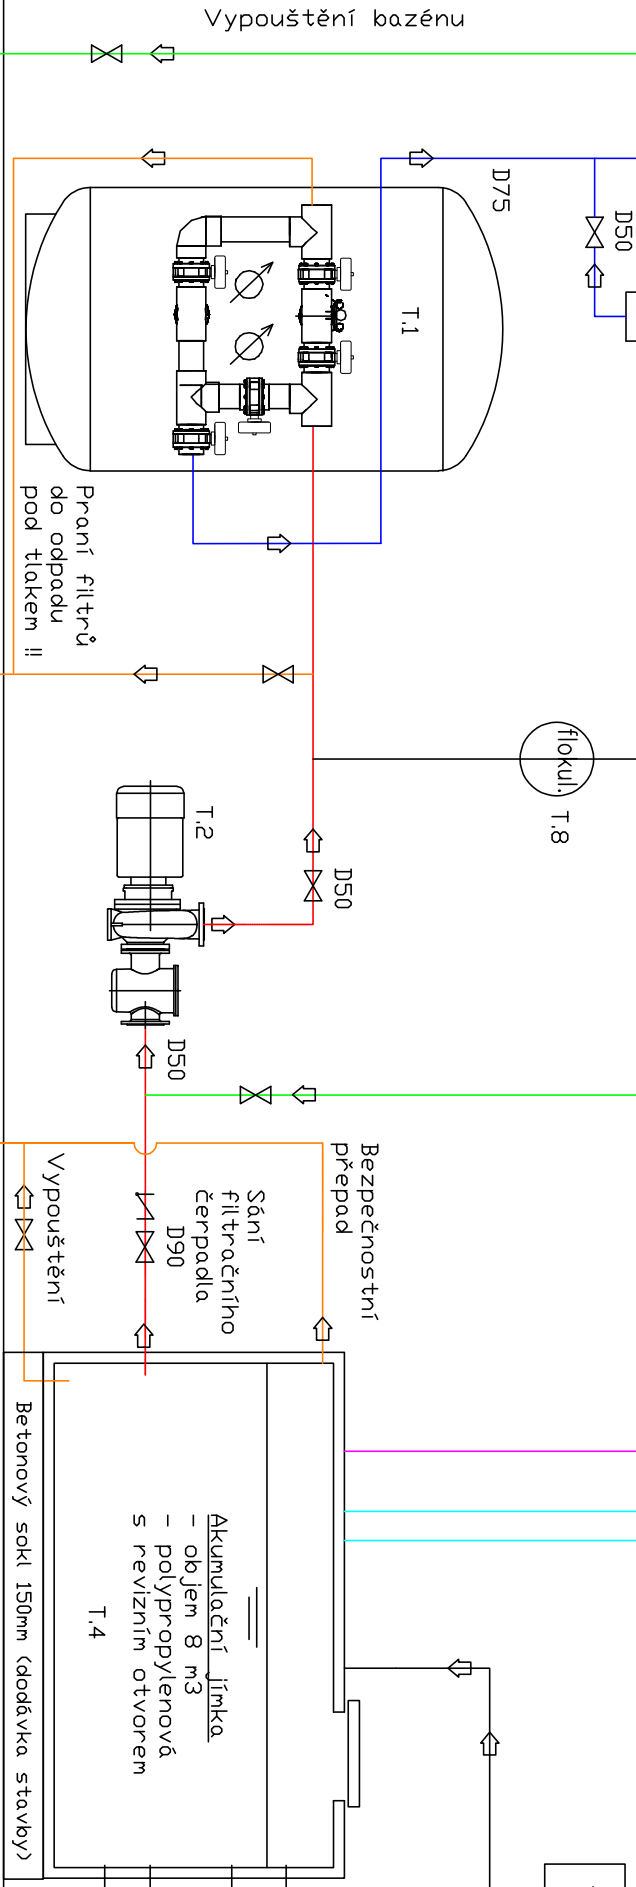 Vypouštění bazénu
D75
D50
T.1
Praní filtrů
do odpadu
pod tlakem !!
flokul.
T.8
T.2
D50
D50
Bezpečnostní
přepad
Sání
filtračního
čerpadla
D90
Vypouštění
Akumulační jímka
- objem 8 m3
- polypropylenová
s revizním otvorem
T.4
Betonový sokl 150mm (dodávka stavby)